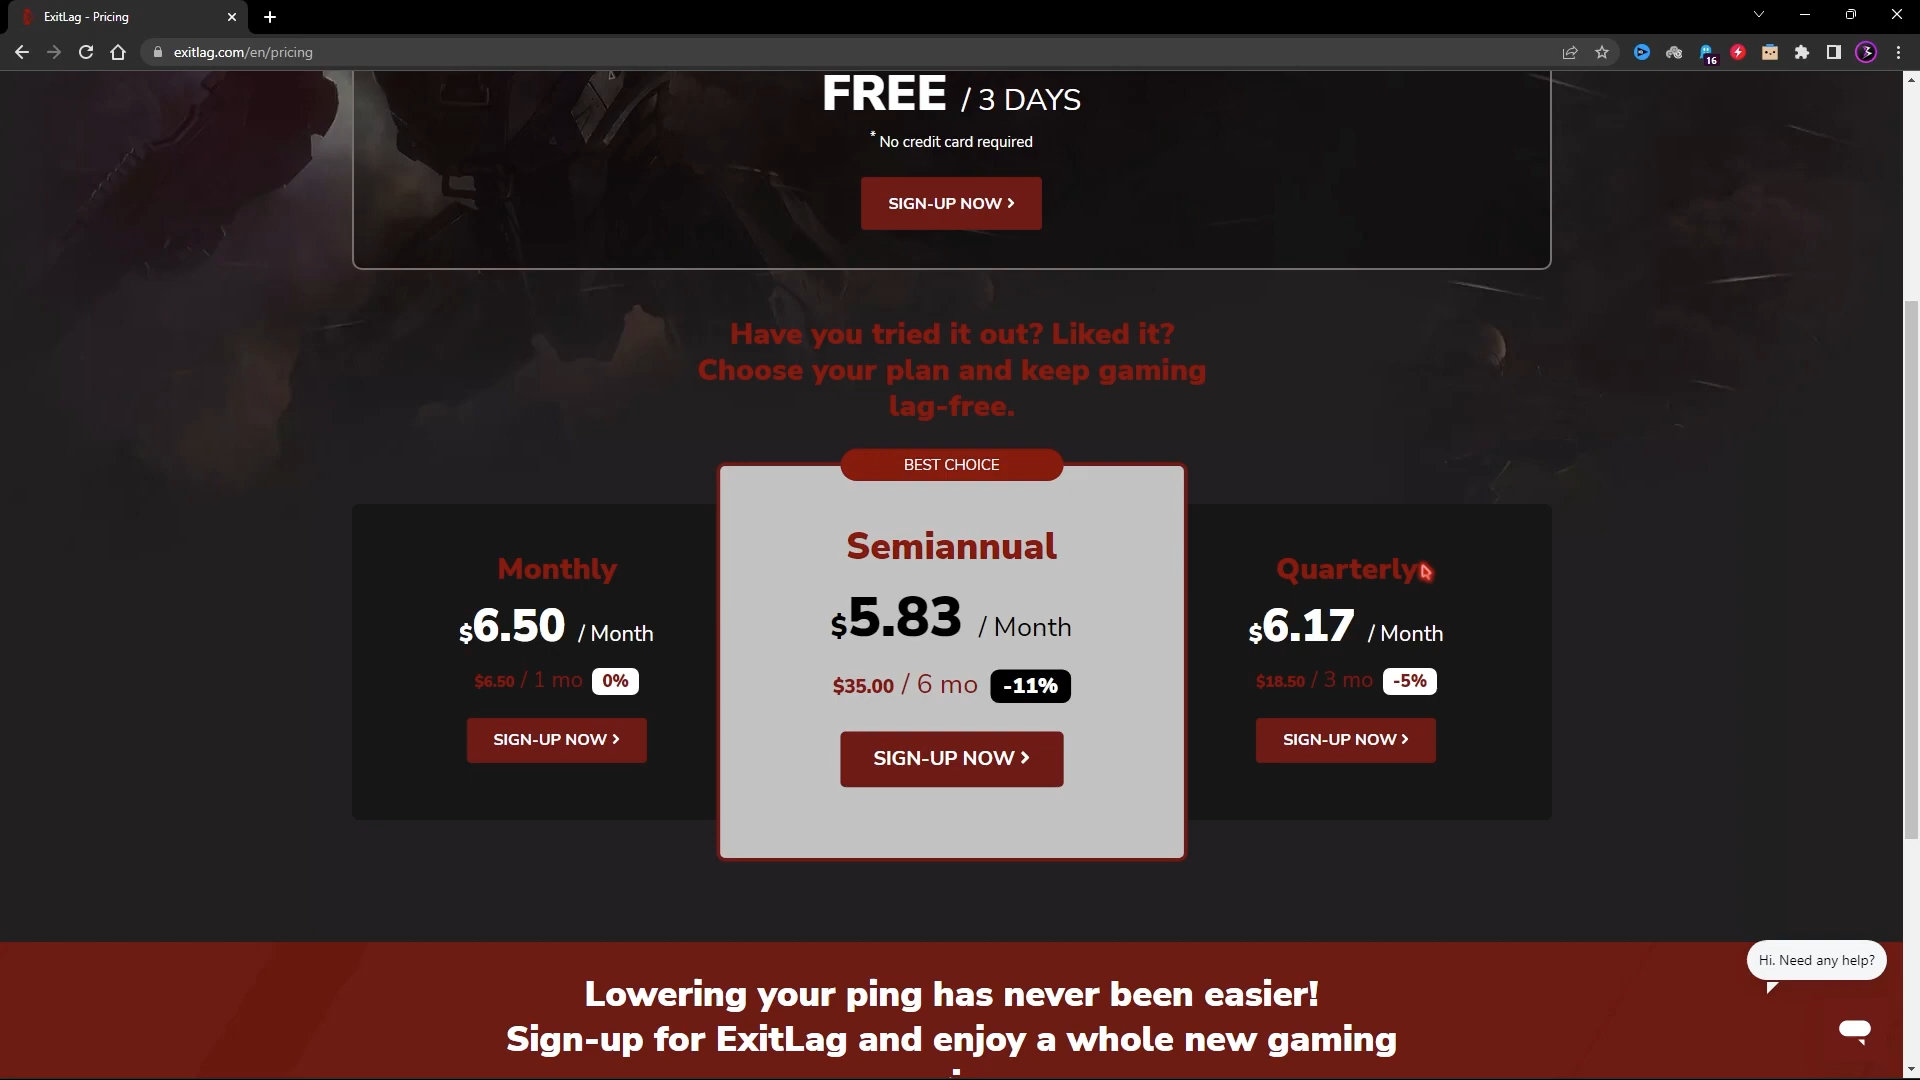 ExitLag - Pricing
exitlag.com/en/pricing
16
FREE / 3 DAYS
* No credit card required
SIGN-UP NOW >
Have you tried it out? Liked it?
Choose your plan and keep gaming
lag-free.
BEST CHOICE
Monthly
$6.50 / Month
$6.50 / 1 mo 0%
SIGN-UP NOW >
Semiannual
$5.83 / Month
$35.00 / 6 mo -11%
SIGN-UP NOW >
Quarterly
$6.17 / Month
$18.50 / 3 mo -5%
SIGN-UP NOW >
Hi. Need any help?
Lowering your ping has never been easier!
Sign-up for ExitLag and enjoy a whole new gaming